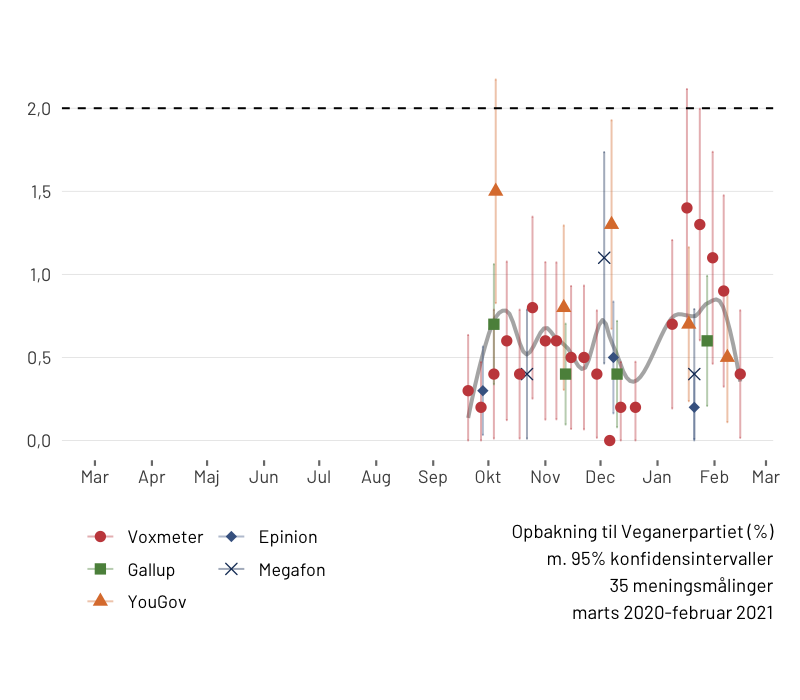 2,0
1,5
1,0
0,5
0,0
Mar Apr Maj Jun Jul Aug Sep Okt Nov Dec Jan Feb Mar
Voxmeter
Gallup
YouGov
Epinion
Megafon
Opbakning til Veganerpartiet (%)
m. 95% konfidensintervaller
35 meningsmålinger
marts 2020-februar 2021